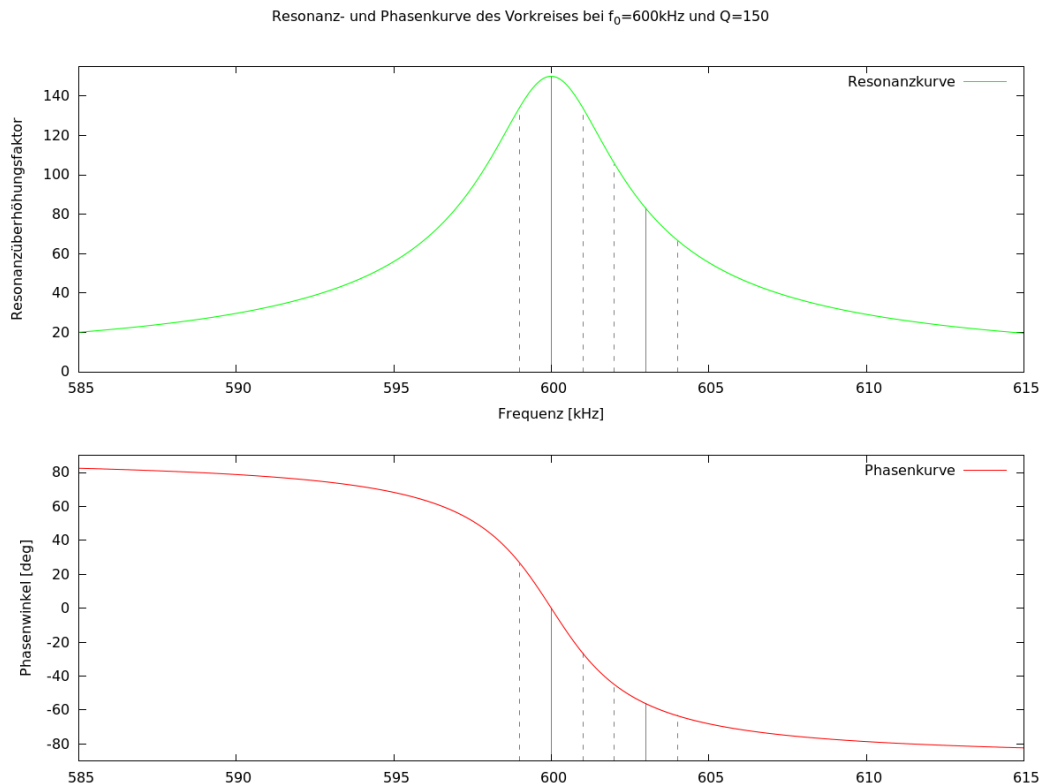 Resonanz- und Phasenkurve des Vorkreises bei f₀=600kHz und Q=150
Resonanzüberhöhungsfaktor
140
120
100
80
60
40
20
0
Resonanzkurve
585 590 595 600 605 610 615
Frequenz [kHz]
Phasenwinkel [deg]
80
60
40
20
0
-20
-40
-60
-80
Phasenkurve
585 590 595 600 605 610 615